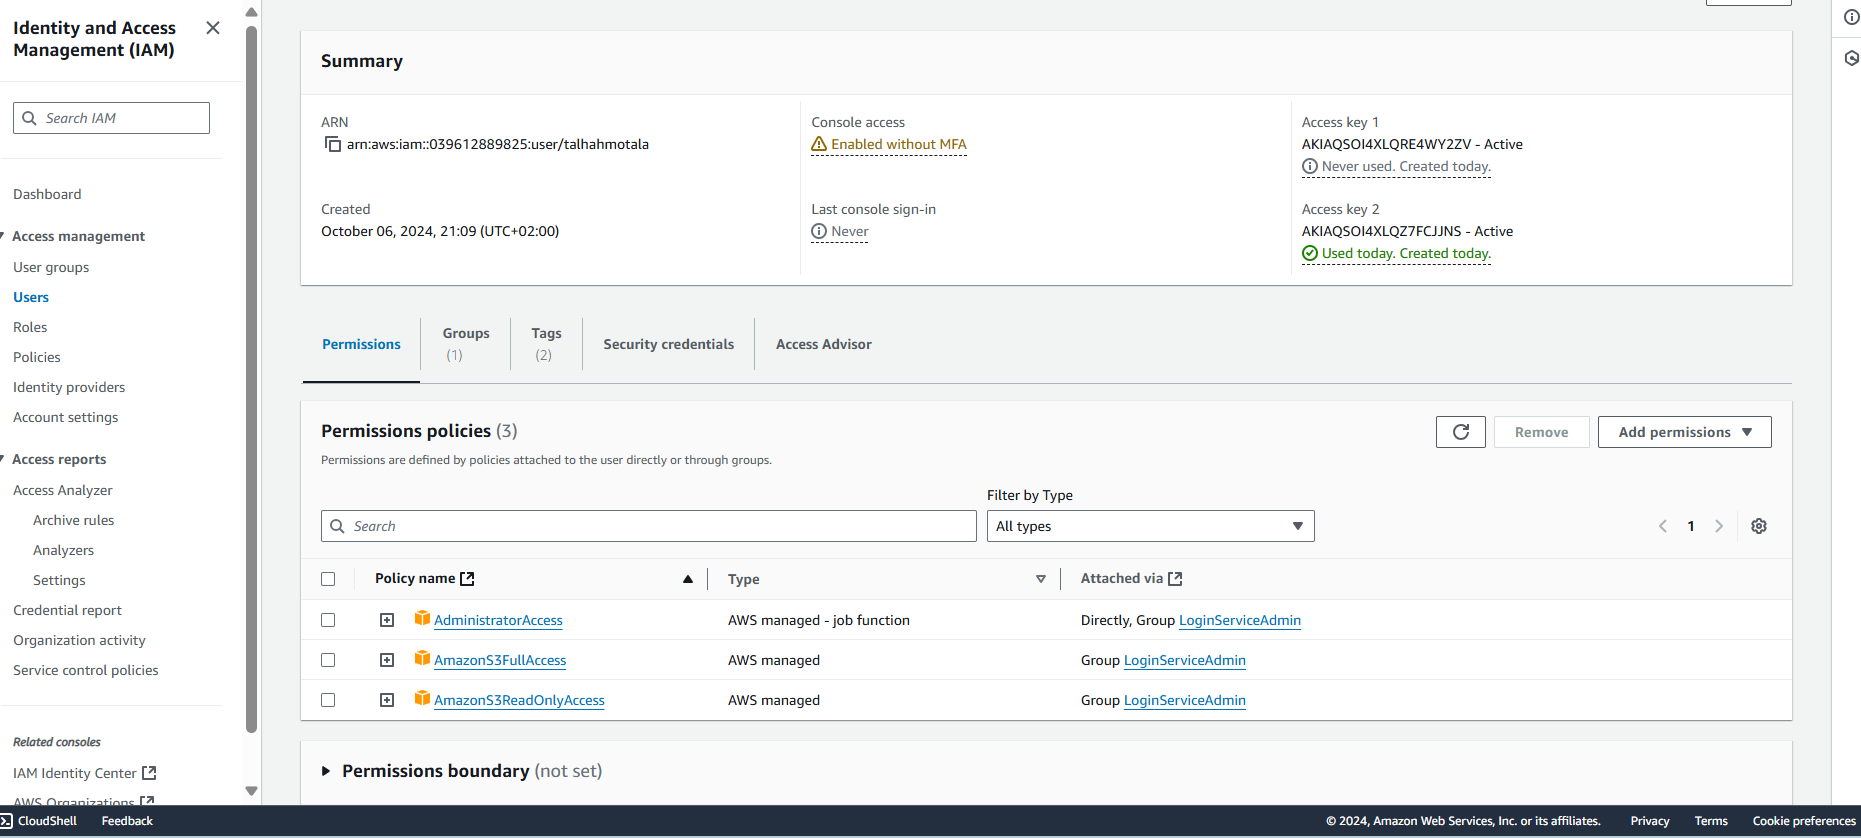 Identity and Access
Management (IAM)
Search IAM
Dashboard
Access management
User groups
Users
Roles
Policies
Identity providers
Account settings
Access reports
Access Analyzer
Archive rules
Analyzers
Settings
Credential report
Organization activity
Service control policies
Related consoles
IAM Identity Center
AWS Organizations
Summary
ARN
arn:aws:iam::039612889825:user/talhahmotala
Console access
Enabled without MFA
Access key 1
AKIAQSOI4XLQRE4WY2ZV - Active
Never used. Created today.
Created
October 06, 2024, 21:09 (UTC+02:00)
Last console sign-in
Never
Access key 2
AKIAQSOI4XLQZ7FCJJNS - Active
Used today. Created today.
Permissions
Groups
(1)
Tags
(2)
Security credentials
Access Advisor
Permissions policies (3)
Permissions are defined by policies attached to the user directly or through groups.
Remove
Add permissions
Filter by Type
Search
All types
1
Policy name
Type
Attached via
AdministratorAccess
AWS managed - job function
Directly, Group LoginServiceAdmin
AmazonS3FullAccess
AWS managed
Group LoginServiceAdmin
AmazonS3ReadOnlyAccess
AWS managed
Group LoginServiceAdmin
Permissions boundary (not set)
CloudShell
Feedback
© 2024, Amazon Web Services, Inc. or its affiliates.
Privacy
Terms
Cookie preferences